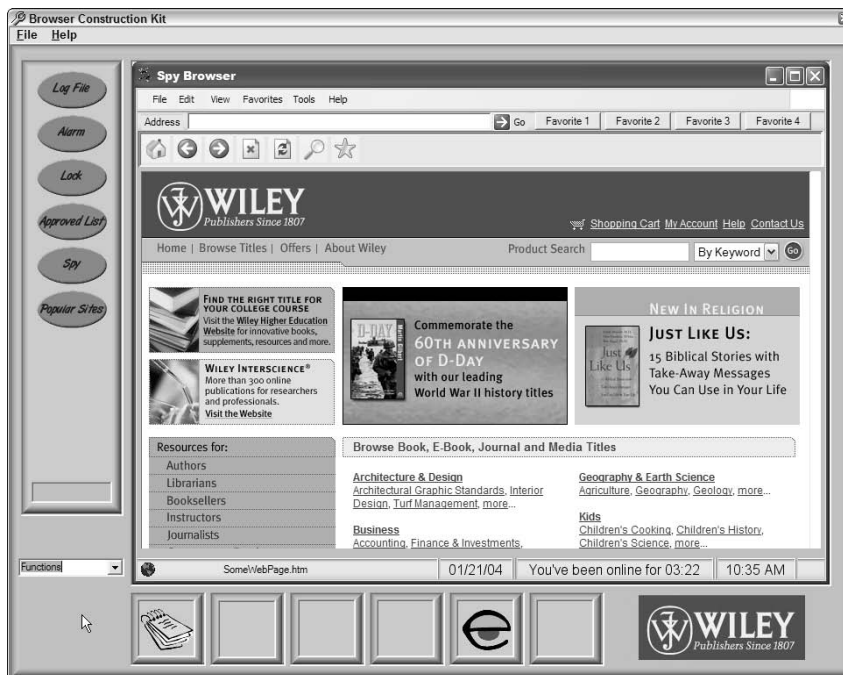 Browser Construction Kit
File Help
Log File
Alarm
Lock
Approved List
Spy
Popular Sites
Functions
Spy Browser
File Edit View Favorites Tools Help
Address Go Favorite 1 Favorite 2 Favorite 3 Favorite 4
WILEY
Publishers Since 1807
Shopping Cart My Account Help Contact Us
Home | Browse Titles | Offers | About Wiley Product Search By Keyword Go
FIND THE RIGHT TITLE FOR
YOUR COLLEGE COURSE
Visit the Wiley Higher Education
Website for innovative books,
supplements, resources and more.
WILEY INTERSCIENCE®
More than 300 online
publications for researchers
and professionals.
Visit the Website
D-DAY
Martin Gilbert
Commemorate the
60TH ANNIVERSARY
OF D-DAY
with our leading
World War II history titles
NEW IN RELIGION
Just
Like Us
JUST LIKE US:
15 Biblical Stories with
Take-Away Messages
You Can Use in Your Life
Resources for:
Authors
Librarians
Booksellers
Instructors
Journalists
Browse Book, E-Book, Journal and Media Titles
Architecture & Design
Architectural Graphic Standards, Interior
Design, Turf Management, more...
Business
Accounting, Finance & Investments,
Geography & Earth Science
Agriculture, Geography, Geology, more...
Kids
Children's Cooking, Children's History,
Children's Science, more...
SomeWebPage.htm 01/21/04 You've been online for 03:22 10:35 AM
WILEY
Publishers Since 1807